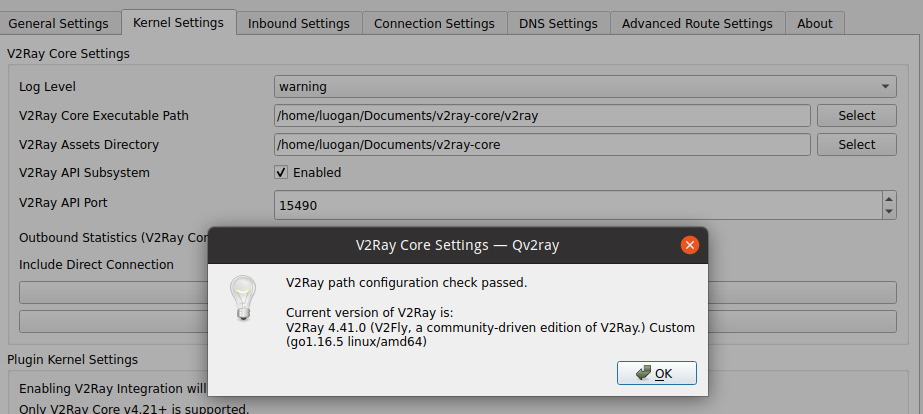 General Settings Kernel Settings Inbound Settings Connection Settings DNS Settings Advanced Route Settings About
V2Ray Core Settings
Log Level warning
V2Ray Core Executable Path /home/luogan/Documents/v2ray-core/v2ray Select
V2Ray Assets Directory /home/luogan/Documents/v2ray-core Select
V2Ray API Subsystem Enabled
V2Ray API Port 15490
Outbound Statistics (V2Ray Cor
Include Direct Connection
V2Ray Core Settings — Qv2ray
V2Ray path configuration check passed.
Current version of V2Ray is:
V2Ray 4.41.0 (V2Fly, a community-driven edition of V2Ray.) Custom
(go1.16.5 linux/amd64)
OK
Plugin Kernel Settings
Enabling V2Ray Integration will
Only V2Ray Core v4.21+ is supported.